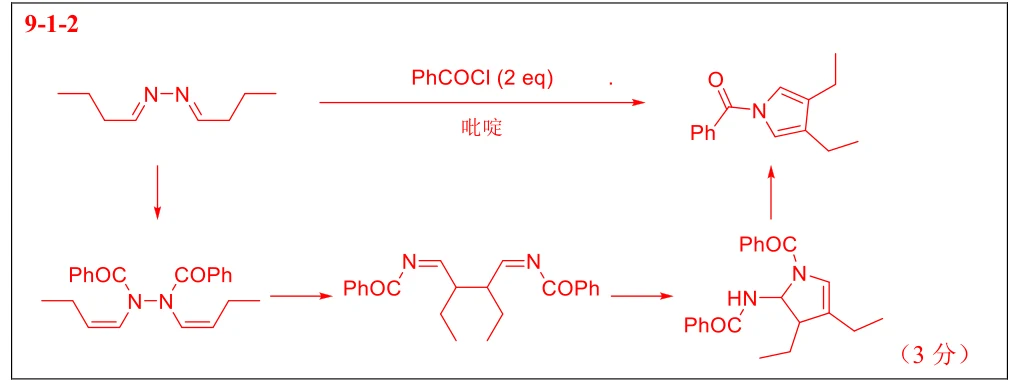 9-1-2
N N
PhCOCl (2 eq) .
吡啶
O
Ph
N
PhOC COPh
N N
N N
PhOC COPh
PhOC
N
HN
PhOC
（3 分）